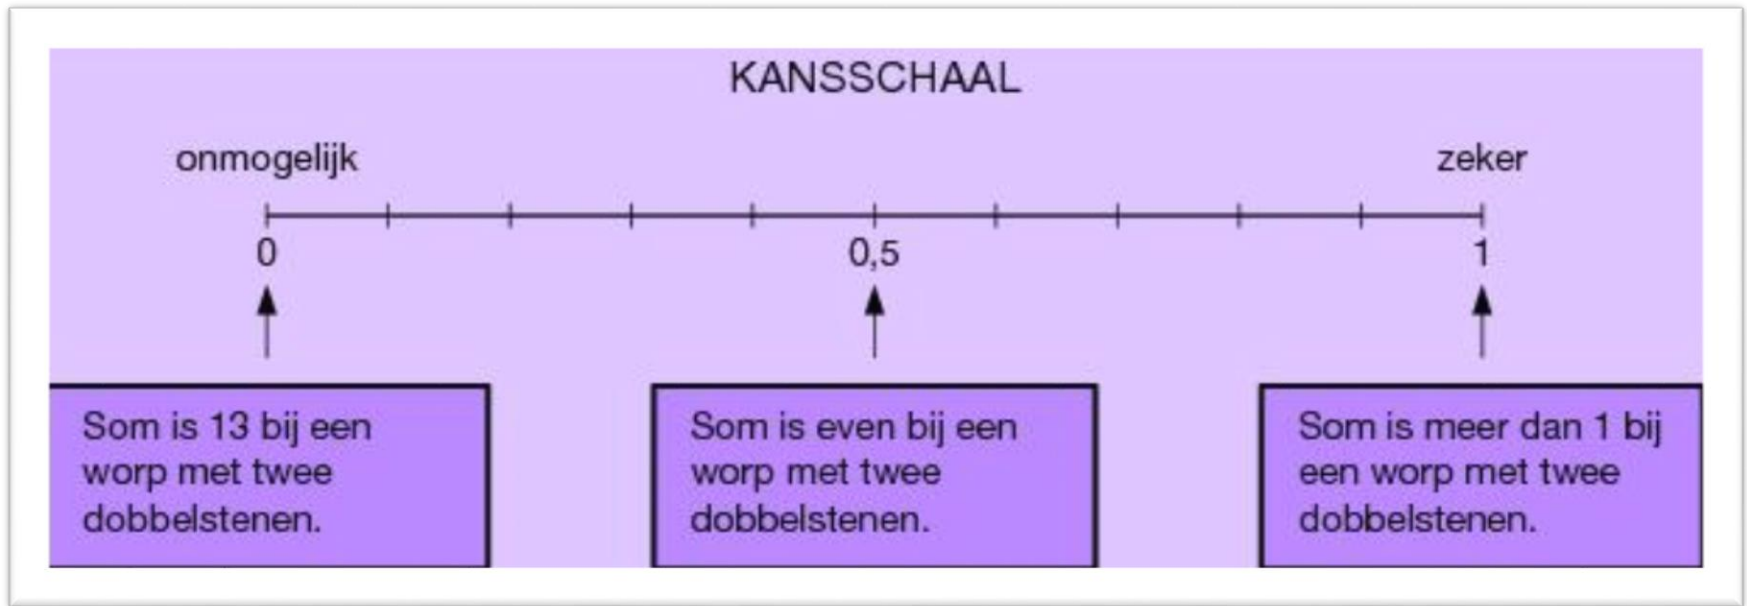 KANSSCHAAL
onmogelijk
zeker
0
0,5
1
Som is 13 bij een
worp met twee
dobbelstenen.
Som is even bij een
worp met twee
dobbelstenen.
Som is meer dan 1 bij
een worp met twee
dobbelstenen.